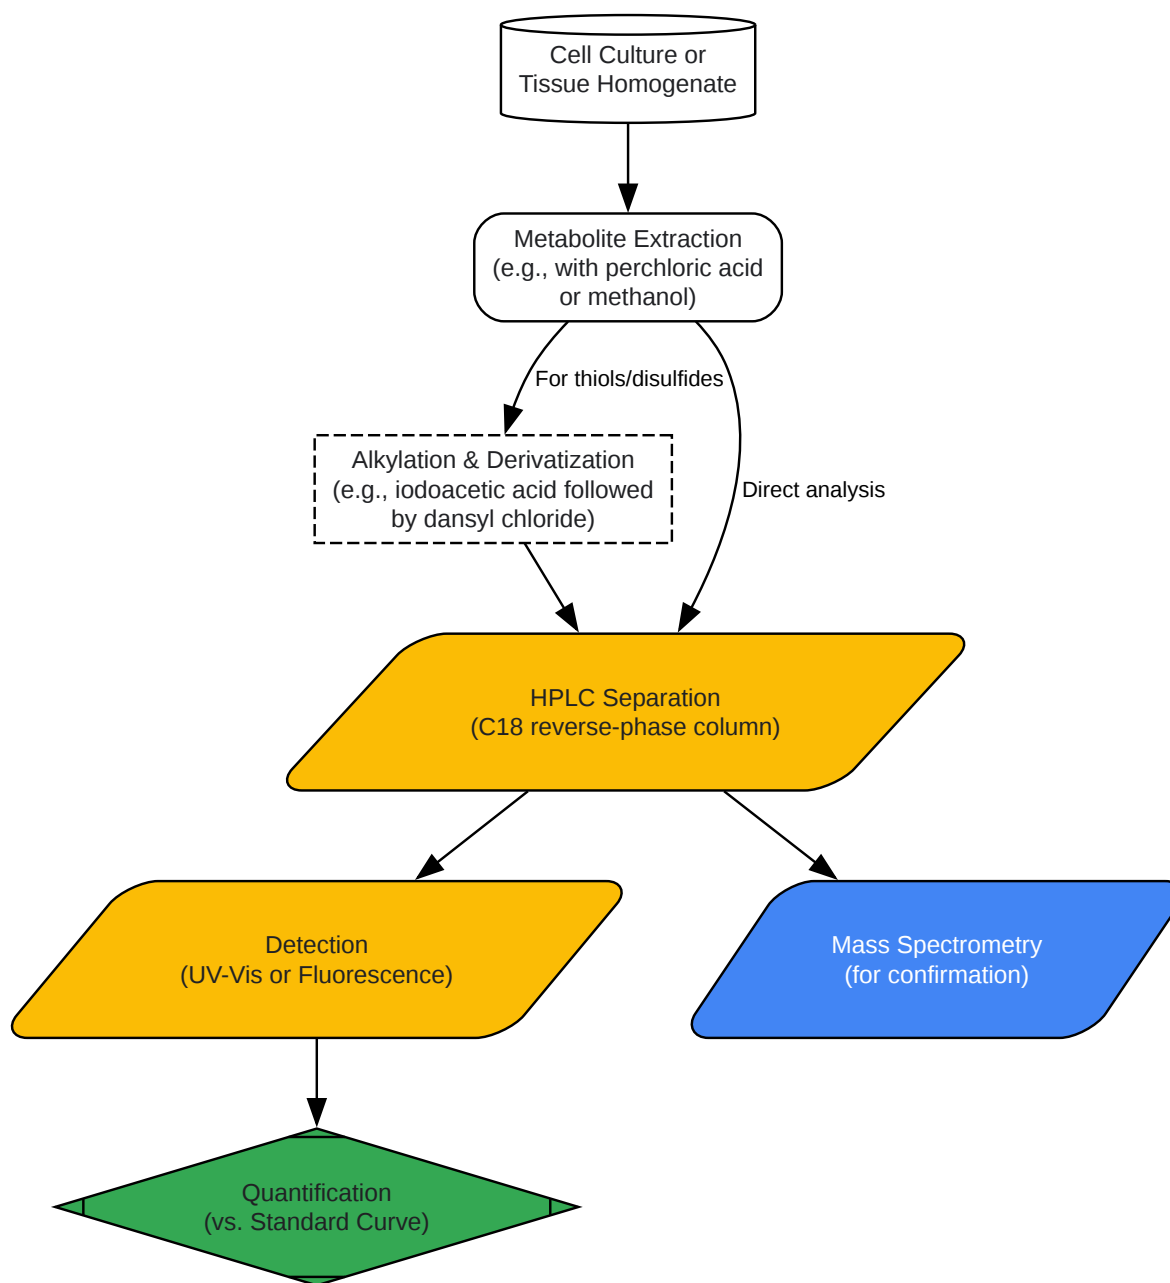 Cell Culture or
Tissue Homogenate
Metabolite Extraction
(e.g., with perchloric acid
or methanol)
For thiols/disulfides
Alkylation & Derivatization
(e.g., iodoacetic acid followed
by dansyl chloride)
Direct analysis
HPLC Separation
(C18 reverse-phase column)
Detection
(UV-Vis or Fluorescence)
Mass Spectrometry
(for confirmation)
Quantification
(vs. Standard Curve)